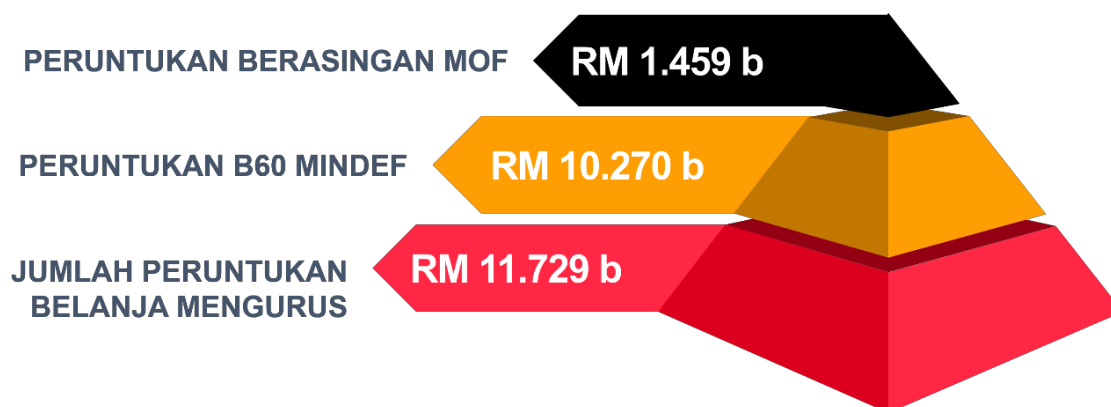 PERUNTUKAN BERASINGAN MOF
RM 1.459 b
PERUNTUKAN B60 MINDEF
RM 10.270 b
JUMLAH PERUNTUKAN
BELANJA MENGURUS
RM 11.729 b